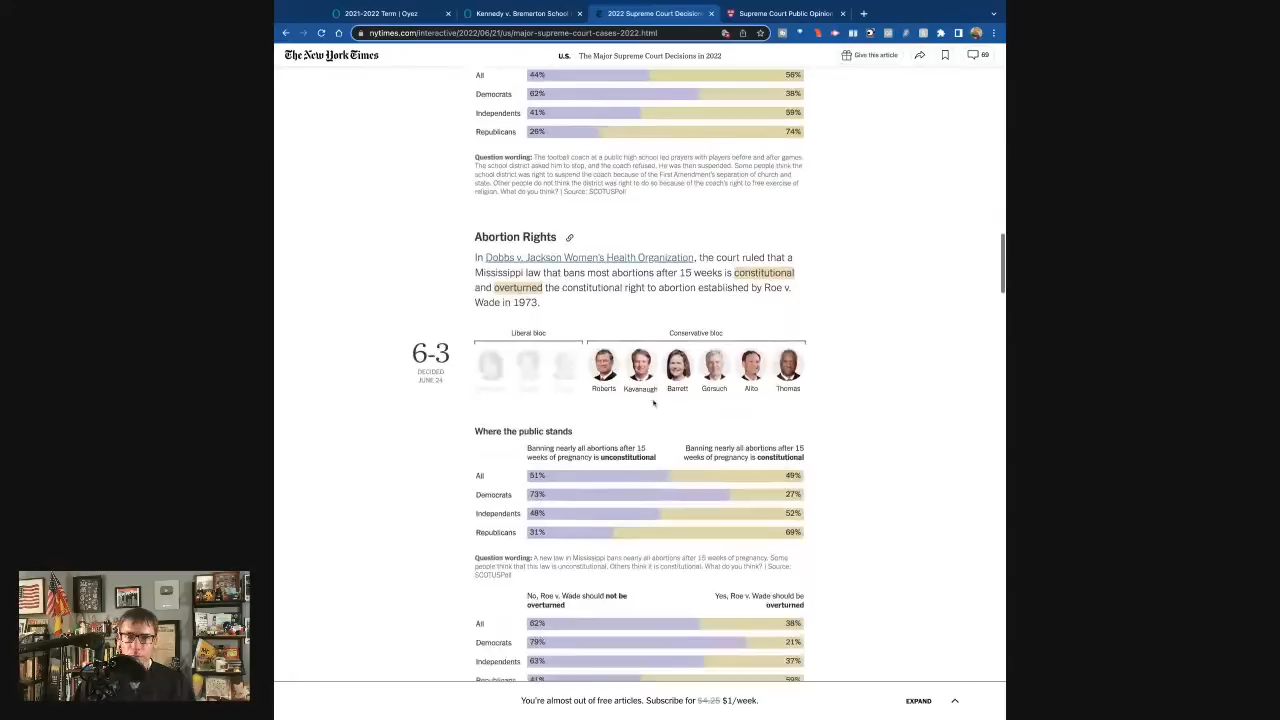 2021-2022 Term | Oyez
Kennedy v. Bremerton School
2022 Supreme Court Decision
Supreme Court Public Opinion
nytimes.com/interactive/2022/06/21/us/major-supreme-court-cases-2022.html
The New York Times
U.S. The Major Supreme Court Decisions in 2022
Give this article
69
All 44% 56%
Democrats 62% 38%
Independents 41% 59%
Republicans 26% 74%
Question wording: The football coach at a public high school led prayers with players before and after games.
The school district asked him to stop, and the coach refused. He was then suspended. Some people think the
school district was right to suspend the coach because of the First Amendment's separation of church and
state. Other people do not think the district was right to do so because of the coach's right to free exercise of
religion. What do you think? | Source: SCOTUSPoll
Abortion Rights
In Dobbs v. Jackson Women's Health Organization, the court ruled that a
Mississippi law that bans most abortions after 15 weeks is constitutional
and overturned the constitutional right to abortion established by Roe v.
Wade in 1973.
Liberal bloc Conservative bloc
6-3
DECIDED
JUNE 24
Roberts Kavanaugh Barrett Gorsuch Alito Thomas
Where the public stands
Banning nearly all abortions after 15
weeks of pregnancy is unconstitutional
Banning nearly all abortions after 15
weeks of pregnancy is constitutional
All 51% 49%
Democrats 73% 27%
Independents 48% 52%
Republicans 31% 69%
Question wording: A new law in Mississippi bans nearly all abortions after 15 weeks of pregnancy. Some
people think that this law is unconstitutional. Others think it is constitutional. What do you think? | Source:
SCOTUSPoll
No, Roe v. Wade should not be
overturned
Yes, Roe v. Wade should be
overturned
All 62% 38%
Democrats 79% 21%
Independents 63% 37%
Republicans 41% 59%
You're almost out of free articles. Subscribe for $4.25 $1/week.
EXPAND